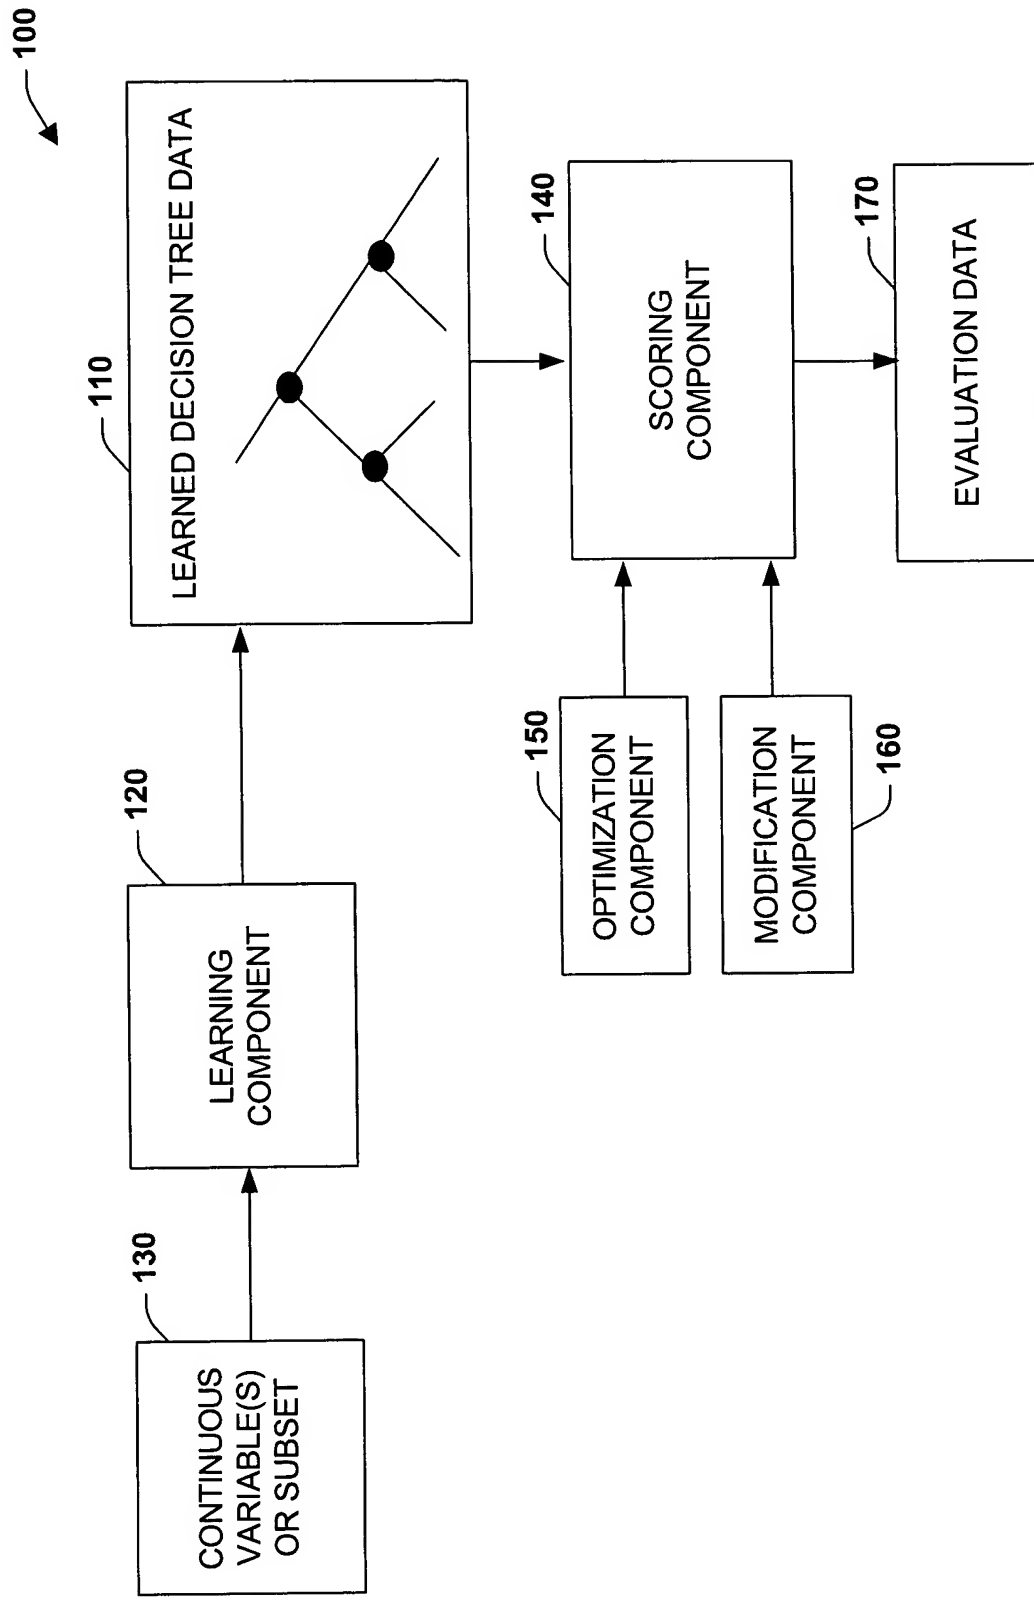 100
110
LEARNED DECISION TREE DATA
120
LEARNING
COMPONENT
130
CONTINUOUS
VARIABLE(S)
OR SUBSET
140
SCORING
COMPONENT
150
OPTIMIZATION
COMPONENT
MODIFICATION
COMPONENT
160
170
EVALUATION DATA